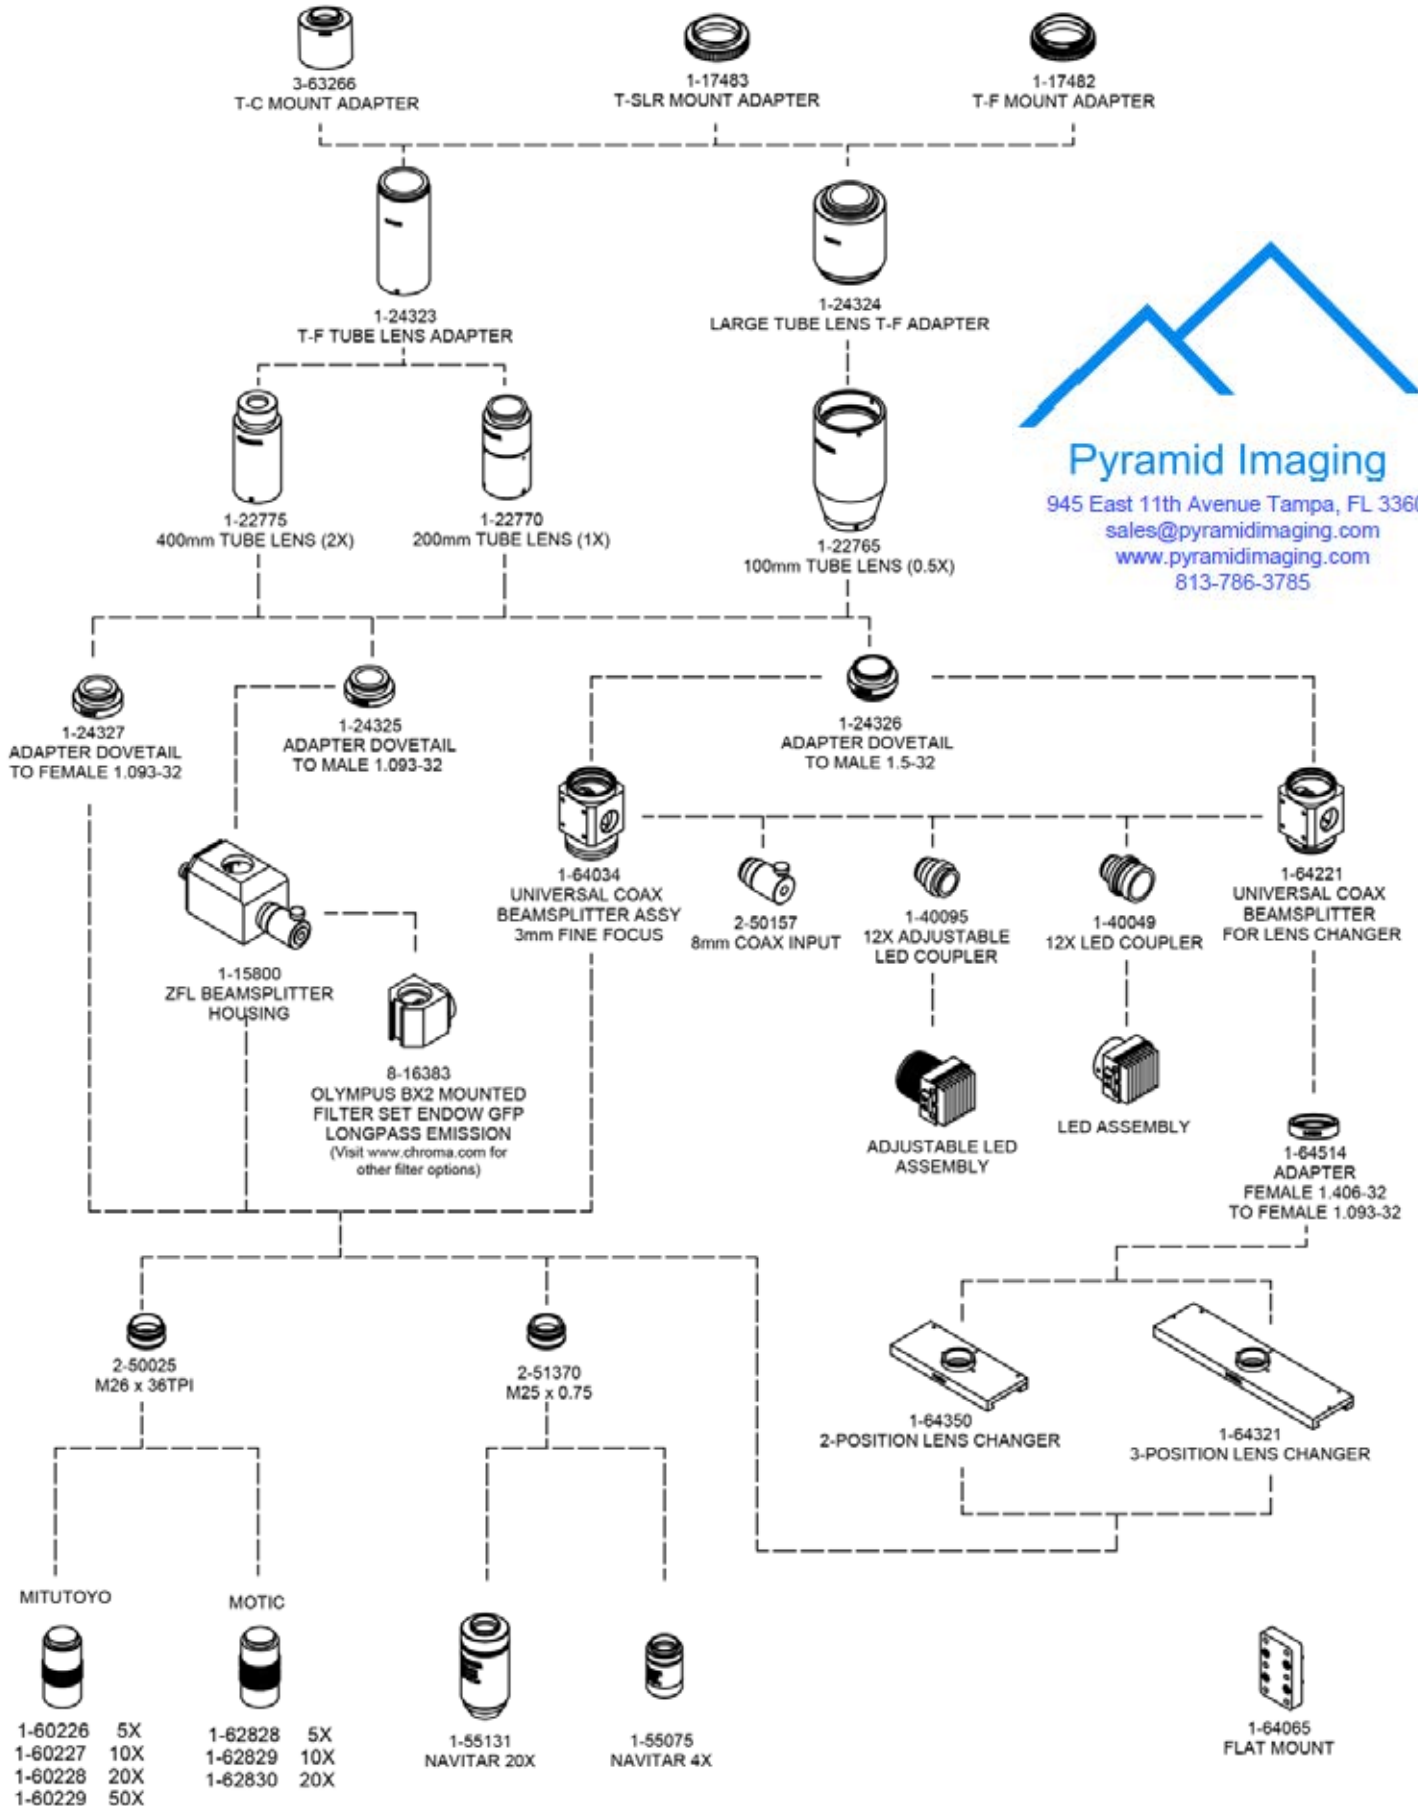 3-63266
T-C MOUNT ADAPTER
1-17483
T-SLR MOUNT ADAPTER
1-17482
T-F MOUNT ADAPTER
1-24323
T-F TUBE LENS ADAPTER
1-24324
LARGE TUBE LENS T-F ADAPTER
Pyramid Imaging
945 East 11th Avenue Tampa, FL 3360
sales@pyramidimaging.com
www.pyramidimaging.com
813-786-3785
1-22775
400mm TUBE LENS (2X)
1-22770
200mm TUBE LENS (1X)
1-22765
100mm TUBE LENS (0.5X)
1-24327
ADAPTER DOVETAIL
TO FEMALE 1.093-32
1-24325
ADAPTER DOVETAIL
TO MALE 1.093-32
1-24326
ADAPTER DOVETAIL
TO MALE 1.5-32
1-64034
UNIVERSAL COAX
BEAMSPLITTER ASSY
3mm FINE FOCUS
2-50157
8mm COAX INPUT
1-40095
12X ADJUSTABLE
LED COUPLER
1-40049
12X LED COUPLER
1-64221
UNIVERSAL COAX
BEAMSPLITTER
FOR LENS CHANGER
1-15800
ZFL BEAMSPLITTER
HOUSING
8-16383
OLYMPUS BX2 MOUNTED
FILTER SET ENDOW GFP
LONGPASS EMISSION
(Visit www.chroma.com for
other filter options)
ADJUSTABLE LED
ASSEMBLY
LED ASSEMBLY
1-64514
ADAPTER
FEMALE 1.406-32
TO FEMALE 1.093-32
2-50025
M26 x 36TPI
2-51370
M25 x 0.75
1-64350
2-POSITION LENS CHANGER
1-64321
3-POSITION LENS CHANGER
MITUTOYO
1-60226 5X
1-60227 10X
1-60228 20X
1-60229 50X
MOTIC
1-62828 5X
1-62829 10X
1-62830 20X
1-55131
NAVITAR 20X
1-55075
NAVITAR 4X
1-64065
FLAT MOUNT